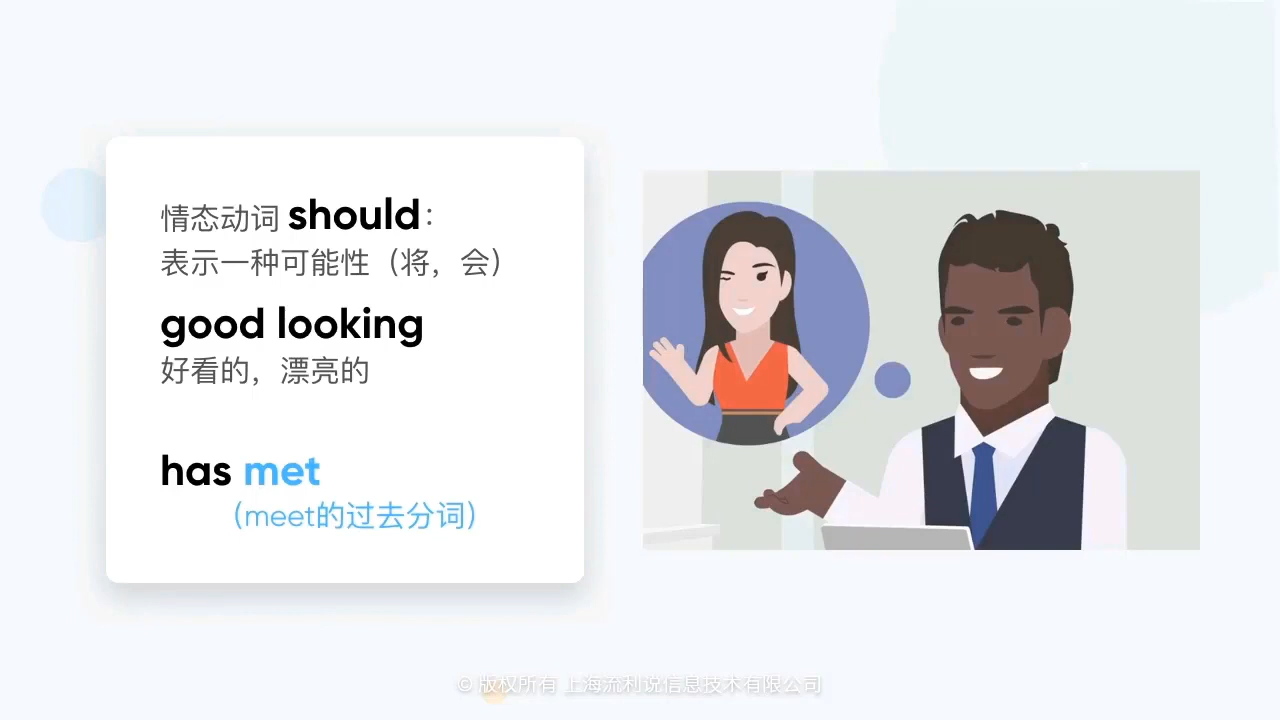 情态动词 should：
表示一种可能性（将，会）
good looking
好看的，漂亮的
has met
（meet的过去分词）
© 版权所有 上海流利说信息技术有限公司